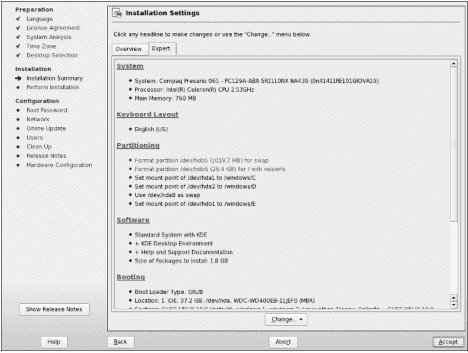 Preparation
Language
License Agreement
System Analysis
Time Zone
Desktop Selection
Installation
Installation Summary
Perform Installation
Configuration
Root Password
Network
Online Update
Users
Clean Up
Release Notes
Hardware Configuration
Show Release Notes
Installation Settings
Click any headline to make changes or use the "Change..." menu below.
Overview Expert
System
System: Compaq Presario 061 - PC129A-ABA SR1110NX NA430 (0n41411RE101GIOVA10)
Processor: Intel(R) Celeron(R) CPU 2.53GHz
Main Memory: 760 MB
Keyboard Layout
English (US)
Partitioning
Format partition /dev/hda5 (1019.7 MB) for swap
Format partition /dev/hda6 (26.9 GB) for / with reiserfs
Set mount point of /dev/hda1 to /windows/C
Set mount point of /dev/hda2 to /windows/D
Use /dev/hda8 as swap
Set mount point of /dev/hdb1 to /windows/E
Software
Standard System with KDE
+ KDE Desktop Environment
+ Help and Support Documentation
Size of Packages to Install: 1.8 GB
Booting
Boot Loader Type: GRUB
Location: 1. IDE, 37.2 GB, /dev/hda, WDC-WD400EB-11JEF0 (MBR)
Change...
Help Back Abort Accept